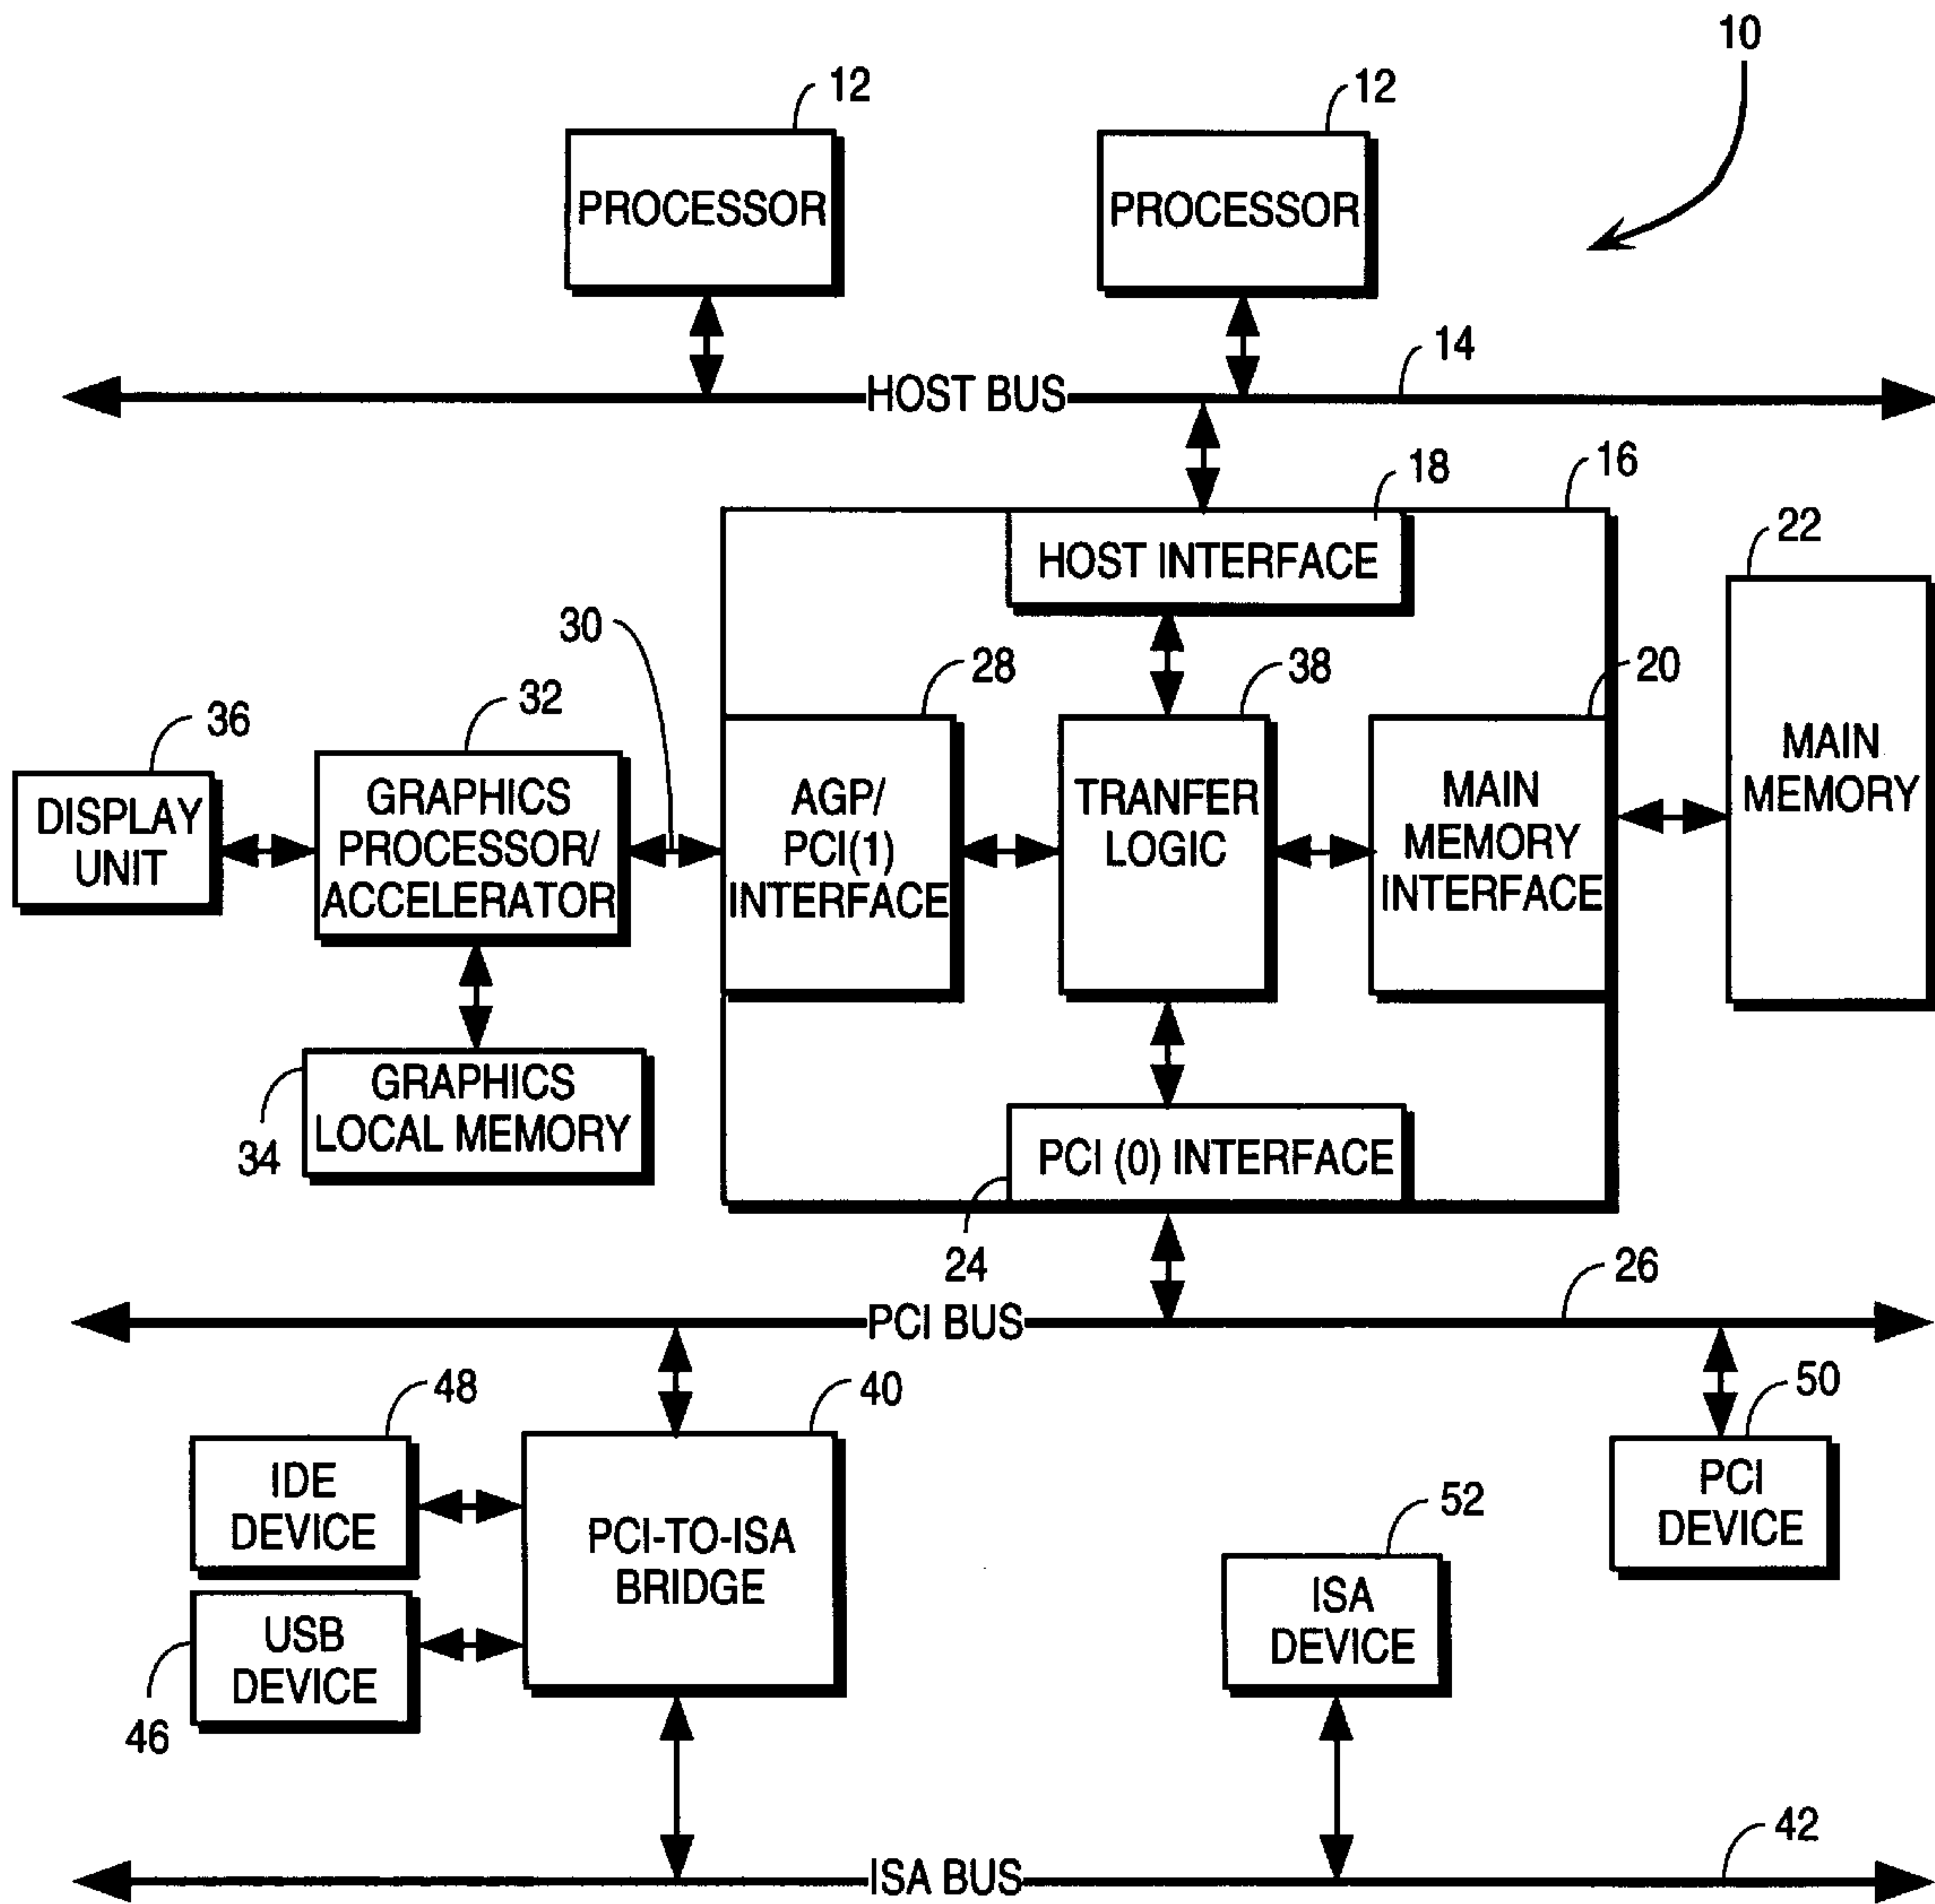 10
12
12
PROCESSOR
PROCESSOR
14
HOST BUS
18
16
22
HOST INTERFACE
30
28
38
20
36
32
MAIN
MEMORY
DISPLAY
UNIT
GRAPHICS
PROCESSOR/
ACCELERATOR
AGP/
PCI(1)
INTERFACE
TRANFER
LOGIC
MAIN
MEMORY
INTERFACE
GRAPHICS
LOCAL MEMORY
34
PCI (0) INTERFACE
24
26
PCI BUS
48
40
50
IDE
DEVICE
PCI-TO-ISA
BRIDGE
PCI
DEVICE
52
USB
DEVICE
ISA
DEVICE
46
42
ISA BUS